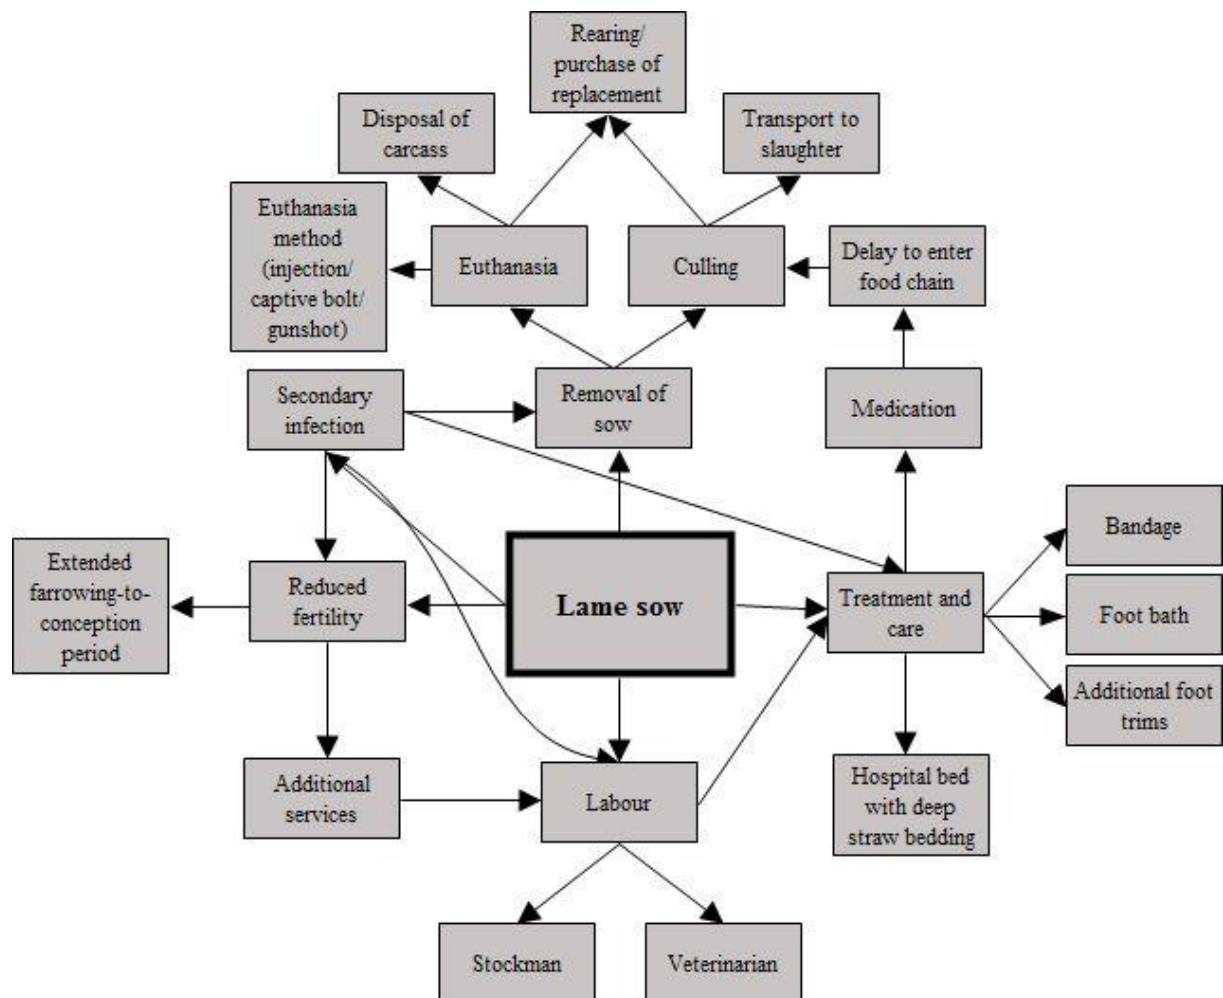 Rearing/
purchase of
replacement
Disposal of
carcass
Transport to
slaughter
Euthanasia
method
(injection/
captive bolt/
gunshot)
Euthanasia
Culling
Delay to enter
food chain
Secondary
infection
Removal of
sow
Medication
Extended
farrowing-to-
conception
period
Reduced
fertility
Lame sow
Treatment and
care
Bandage
Foot bath
Additional foot
trims
Additional
services
Labour
Hospital bed
with deep
straw bedding
Stockman
Veterinarian